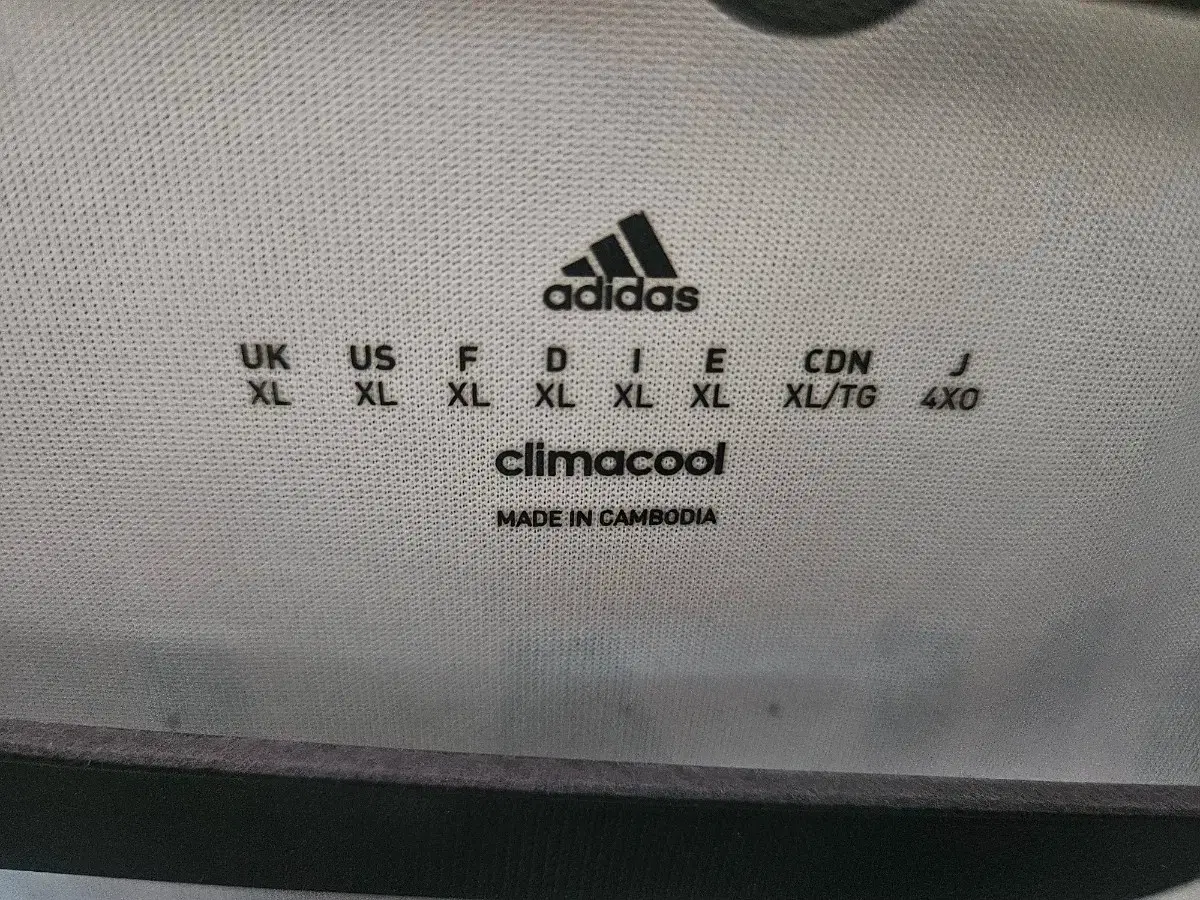 adidas
UK US F D I E CDN J
XL XL XL XL XL XL XL/TG 4XO
climacool
MADE IN CAMBODIA